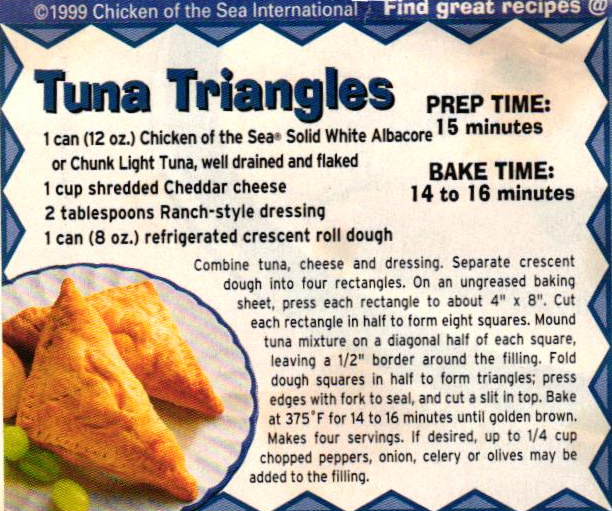 ©1999 Chicken of the Sea International
Find great recipes @
Tuna Triangles
PREP TIME:
15 minutes
BAKE TIME:
14 to 16 minutes
1 can (12 oz.) Chicken of the Sea® Solid White Albacore
or Chunk Light Tuna, well drained and flaked
1 cup shredded Cheddar cheese
2 tablespoons Ranch-style dressing
1 can (8 oz.) refrigerated crescent roll dough
Combine tuna, cheese and dressing. Separate crescent
dough into four rectangles. On an ungreased baking
sheet, press each rectangle to about 4" x 8". Cut
each rectangle in half to form eight squares. Mound
tuna mixture on a diagonal half of each square,
leaving a 1/2" border around the filling. Fold
dough squares in half to form triangles; press
edges with fork to seal, and cut a slit in top. Bake
at 375°F for 14 to 16 minutes until golden brown.
Makes four servings. If desired, up to 1/4 cup
chopped peppers, onion, celery or olives may be
added to the filling.